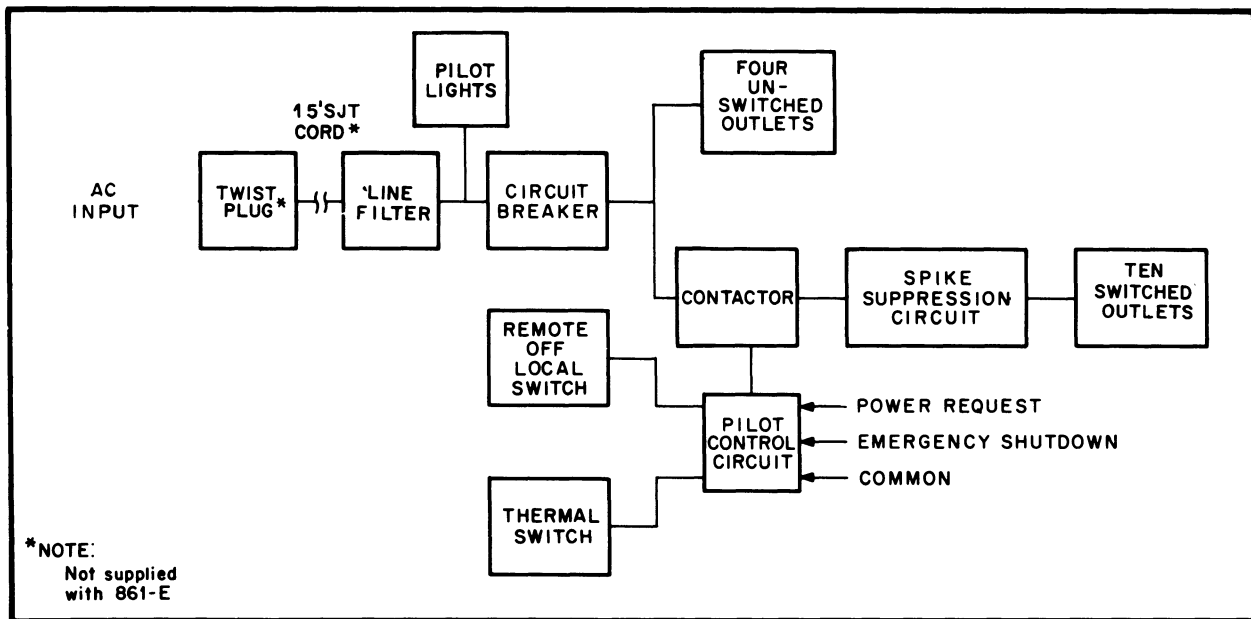 PILOT
LIGHTS
FOUR
UN-
SWITCHED
OUTLETS
15'SJT
CORD*
AC
INPUT
TWIST
PLUG*
'LINE
FILTER
CIRCUIT
BREAKER
CONTACTOR
SPIKE
SUPPRESSION
CIRCUIT
TEN
SWITCHED
OUTLETS
REMOTE
OFF
LOCAL
SWITCH
PILOT
CONTROL
CIRCUIT
POWER REQUEST
EMERGENCY SHUTDOWN
COMMON
THERMAL
SWITCH
*NOTE:
Not supplied
with 861-E